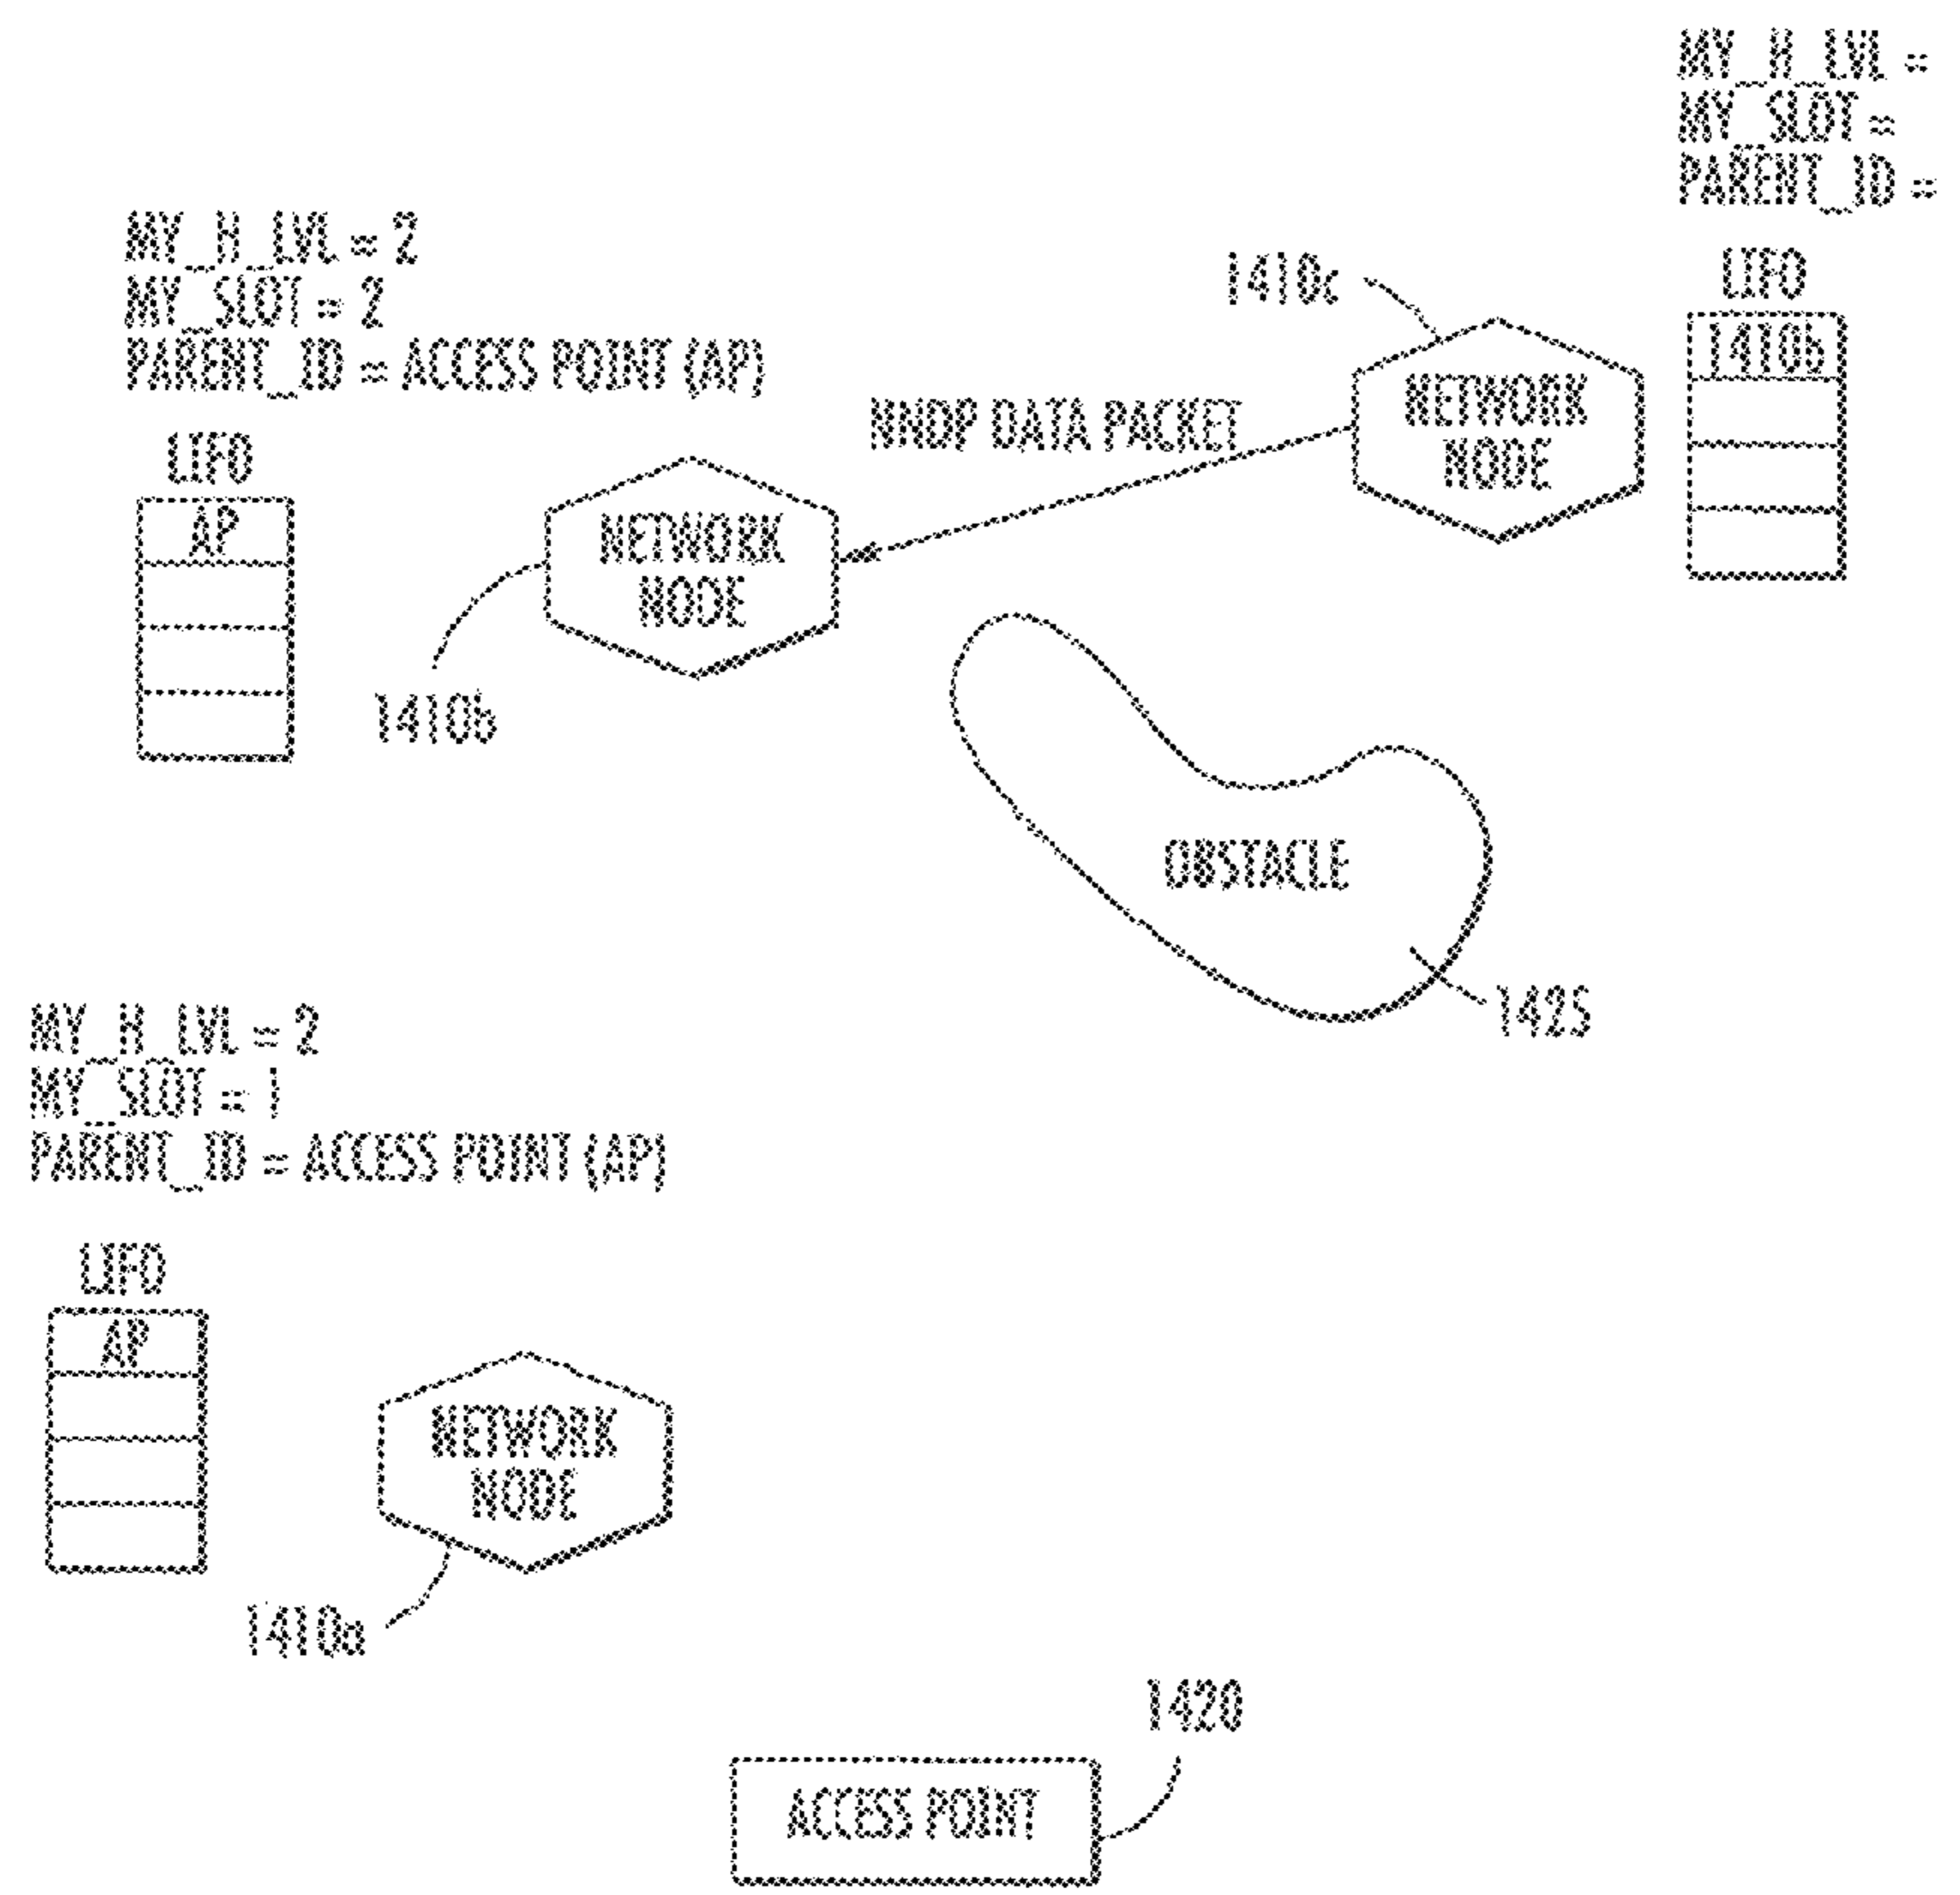 MY_H_LVL =
MY_SLOT =
PARENT_ID =
LIFO
1410b
MY_H_LVL = 2
MY_SLOT = 2
PARENT_ID = ACCESS POINT (AP)
LIFO
AP
1410c
NETWORK
NODE
NNDP DATA PACKET
NETWORK
NODE
1410b
OBSTACLE
1425
MY_H_LVL = 2
MY_SLOT = 1
PARENT_ID = ACCESS POINT (AP)
LIFO
AP
NETWORK
NODE
1410a
1420
ACCESS POINT